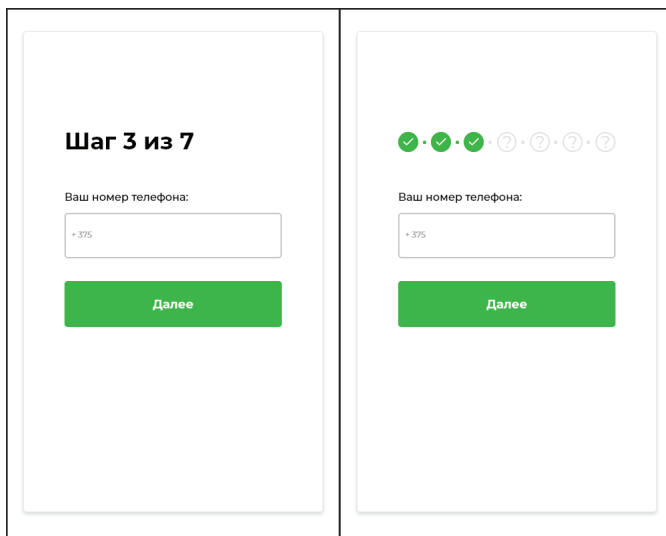 Шаг 3 из 7
Ваш номер телефона:
+ 375
Далее
? ? ? ?
Ваш номер телефона:
+ 375
Далее